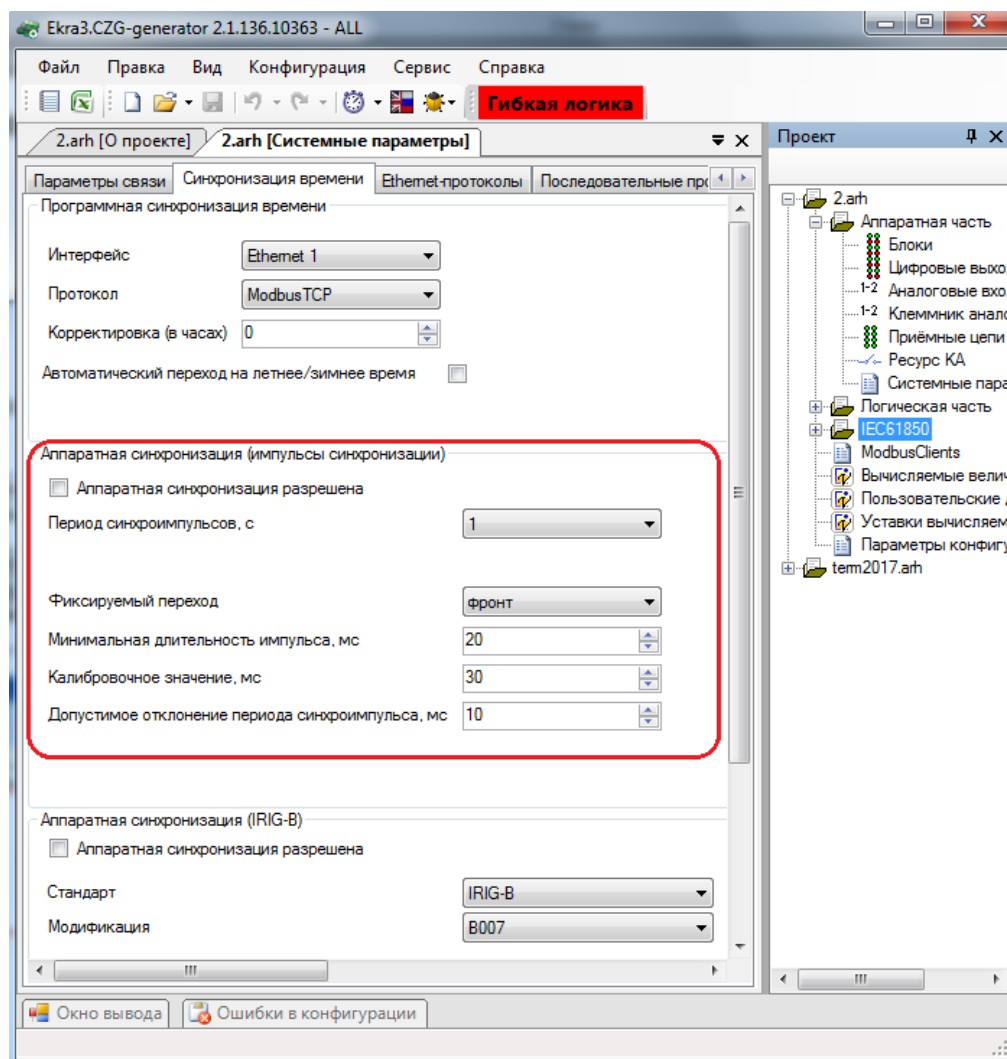 Ekra3.CZG-generator 2.1.136.10363 - ALL
Файл Правка Вид Конфигурация Сервис Справка
Гибкая логика
2.arh [О проекте] 2.arh [Системные параметры]
Параметры связи Синхронизация времени Ethernet-протоколы Последовательные про
Программная синхронизация времени
Интерфейс Ethernet 1
Протокол ModbusTCP
Корректировка (в часах) 0
Автоматический переход на летнее/зимнее время
Аппаратная синхронизация (импульсы синхронизации)
Аппаратная синхронизация разрешена
Период синхроимпульсов, с 1
Фиксируемый переход фронт
Минимальная длительность импульса, мс 20
Калибровочное значение, мс 30
Допустимое отклонение периода синхроимпульса, мс 10
Аппаратная синхронизация (IRIG-B)
Аппаратная синхронизация разрешена
Стандарт IRIG-B
Модификация B007
Проект
2.arh
Аппаратная часть
Блоки
Цифровые выхо
1-2 Аналоговые вхо
1-2 Клеммник анало
Приёмные цепи
Ресурс КА
Системные пара
Логическая часть
IEC61850
ModbusClients
Вычисляемые велич
Пользовательские д
Уставки вычисляем
Параметры конфигу
term2017.arh
Окно вывода Ошибки в конфигурации